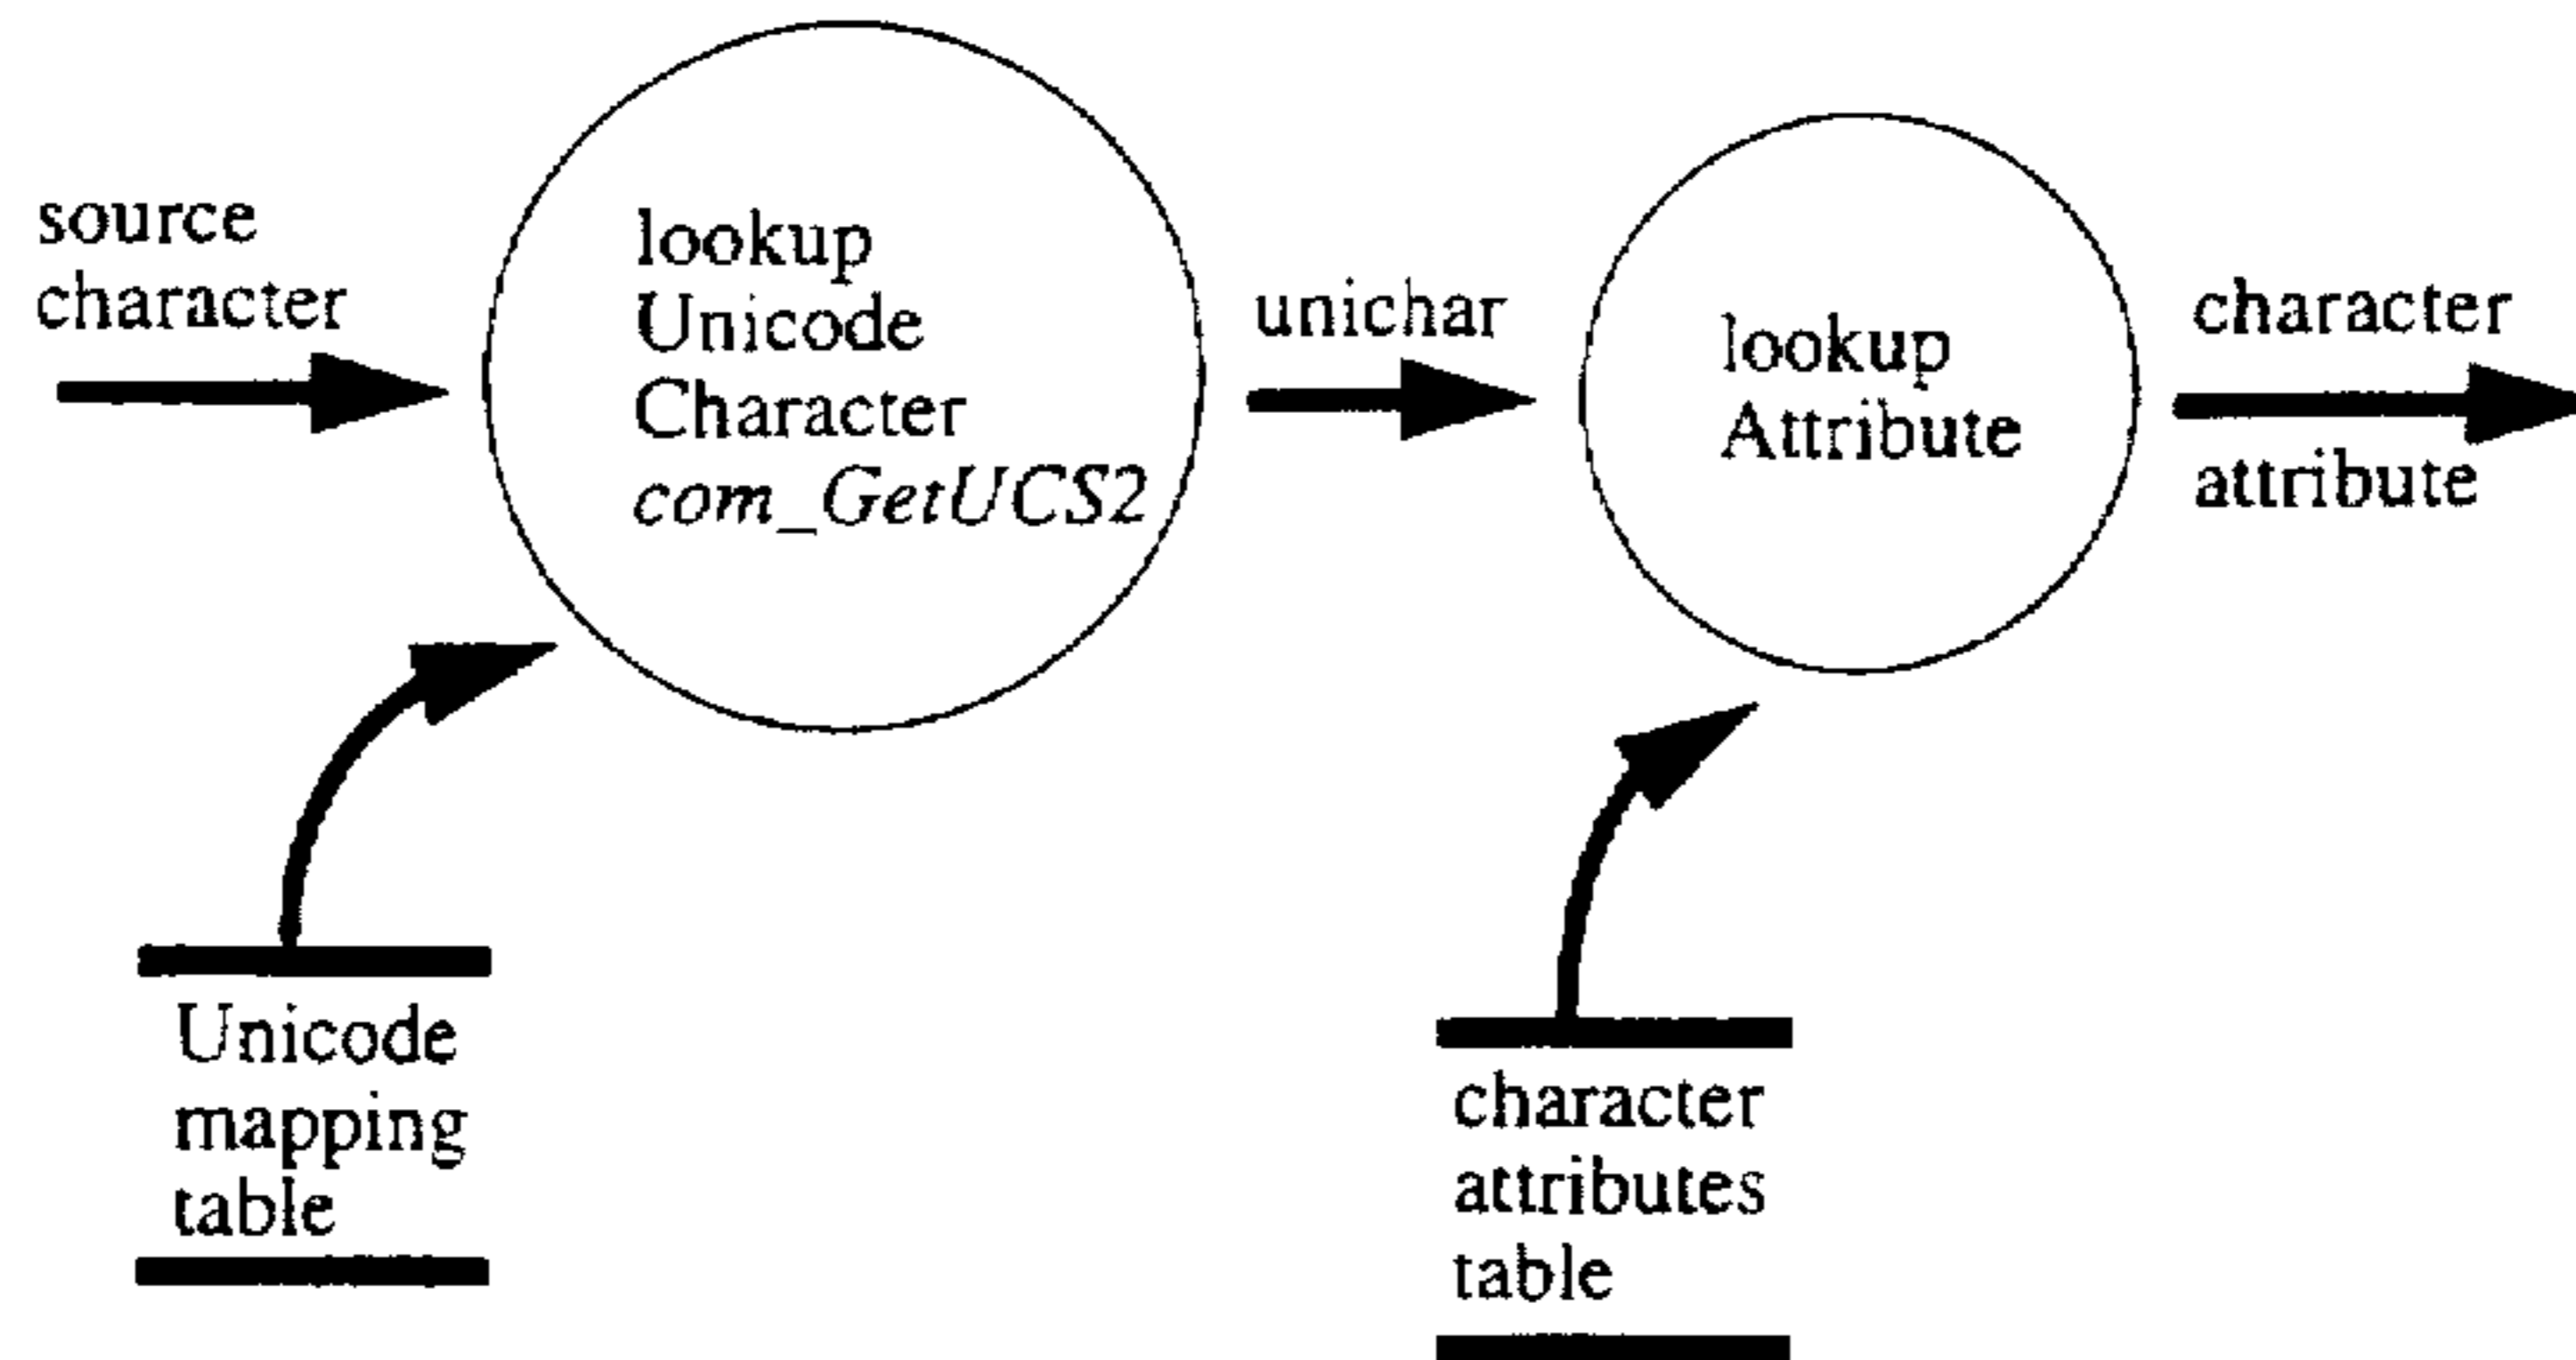 source
character
lookup
Unicode
Character
com_GetUCS2
unichar
lookup
Attribute
character
attribute
Unicode
mapping
table
character
attributes
table